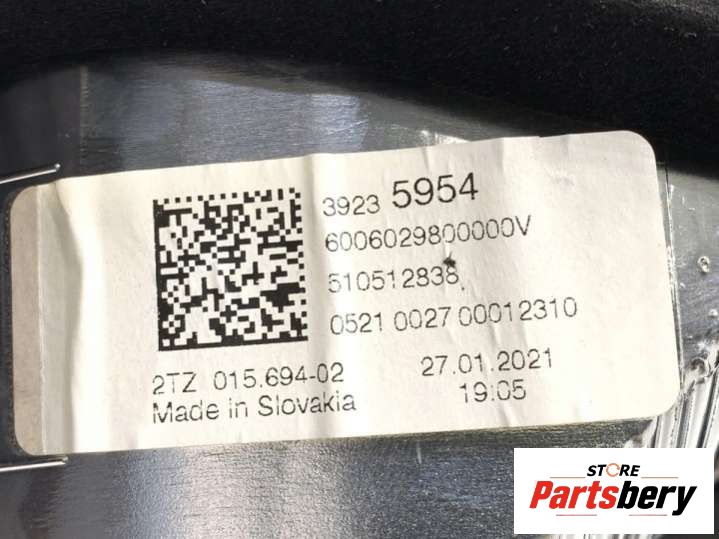 3923 5954
6006029800000V
510512838
0521 0027 00012310
2TZ 015.694-02
27.01.2021
Made in Slovakia
19:05
STORE
Partsbery